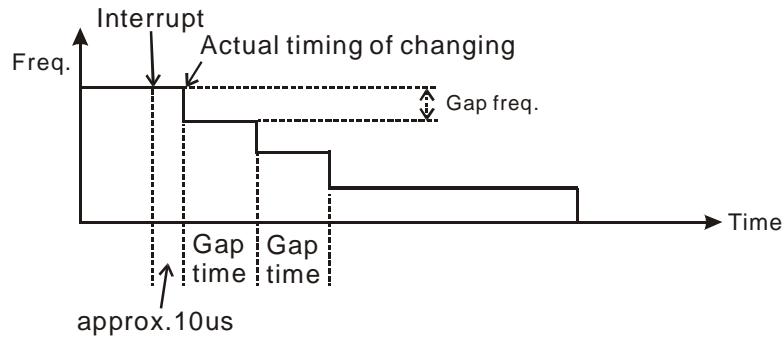 Interrupt
Actual timing of changing
Freq.
Gap freq.
Time
Gap
time
Gap
time
approx.10us